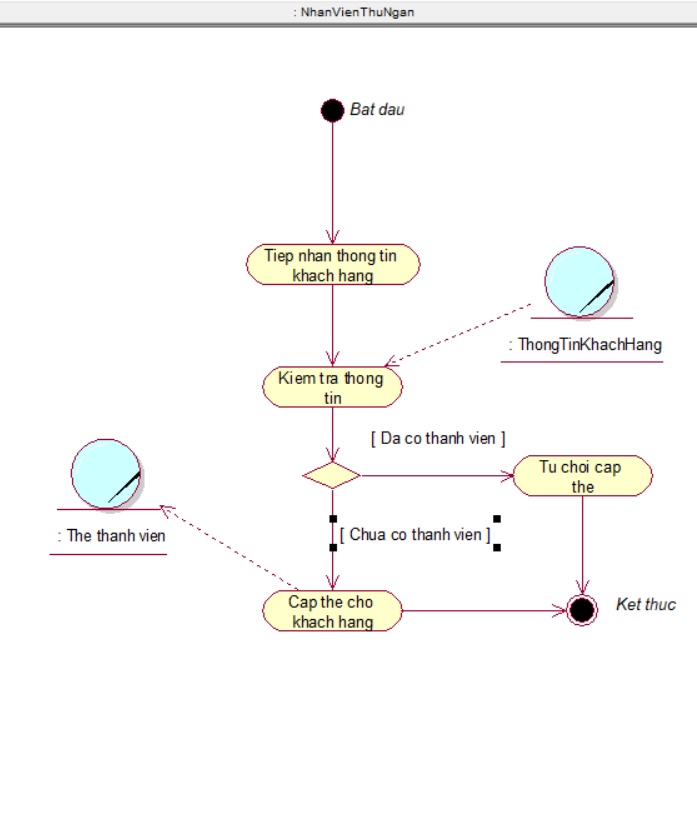 : NhanVienThuNgan
Bat dau
Tiep nhan thong tin
khach hang
: ThongTinKhachHang
Kiem tra thong
tin
[ Da co thanh vien ]
Tu choi cap
the
: The thanh vien
[ Chua co thanh vien ]
Cap the cho
khach hang
Ket thuc